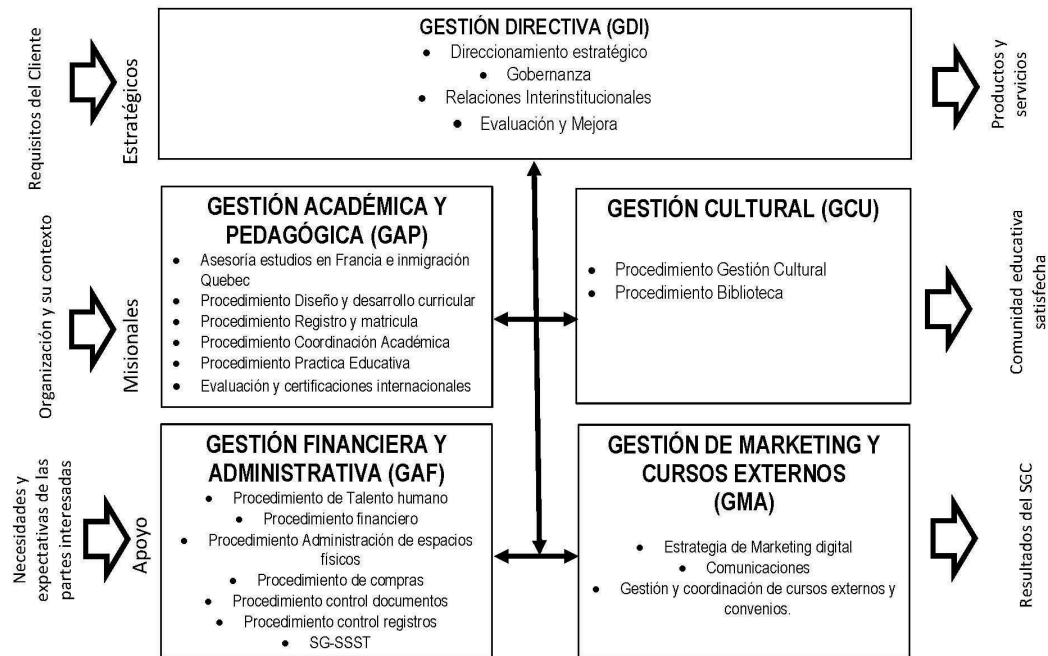 Requisitos del Cliente
Estratégicos
GESTIÓN DIRECTIVA (GDI)
• Direccionamiento estratégico
• Gobernanza
• Relaciones Interinstitucionales
• Evaluación y Mejora
Productos y
servicios
Organización y su contexto
Misionales
GESTIÓN ACADÉMICA Y
PEDAGÓGICA (GAP)
• Asesoría estudios en Francia e inmigración
Quebec
• Procedimiento Diseño y desarrollo curricular
• Procedimiento Registro y matricula
• Procedimiento Coordinación Académica
• Procedimiento Practica Educativa
• Evaluación y certificaciones internacionales
GESTIÓN CULTURAL (GCU)
• Procedimiento Gestión Cultural
• Procedimiento Biblioteca
Comunidad educativa
satisfecha
Necesidades y
expectativas de las
partes interesadas
Apoyo
GESTIÓN FINANCIERA Y
ADMINISTRATIVA (GAF)
• Procedimiento de Talento humano
• Procedimiento financiero
• Procedimiento Administración de espacios
físicos
• Procedimiento de compras
• Procedimiento control documentos
• Procedimiento control registros
• SG-SSST
GESTIÓN DE MARKETING Y
CURSOS EXTERNOS
(GMA)
• Estrategia de Marketing digital
• Comunicaciones
• Gestión y coordinación de cursos externos y
convenios.
Resultados del SGC